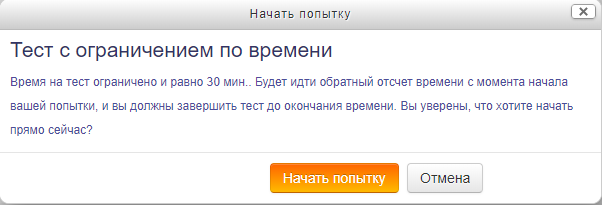 Начать попытку
Тест с ограничением по времени
Время на тест ограничено и равно 30 мин.. Будет идти обратный отсчет времени с момента начала
вашей попытки, и вы должны завершить тест до окончания времени. Вы уверены, что хотите начать
прямо сейчас?
Начать попытку Отмена